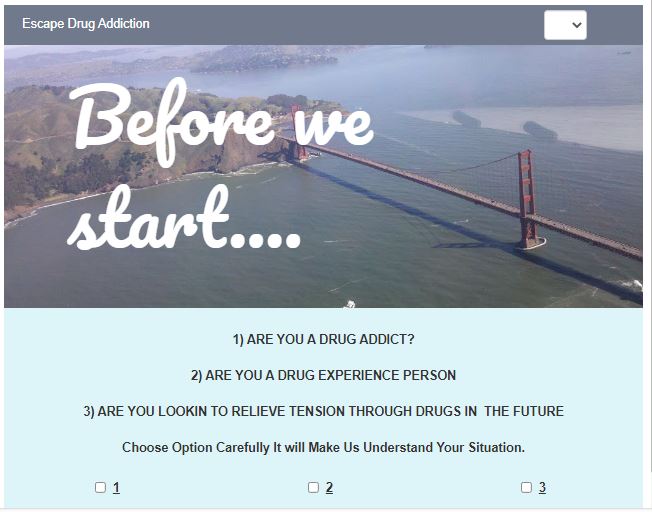 Escape Drug Addiction
Before we
start....
1) ARE YOU A DRUG ADDICT?
2) ARE YOU A DRUG EXPERIENCE PERSON
3) ARE YOU LOOKIN TO RELIEVE TENSION THROUGH DRUGS IN THE FUTURE
Choose Option Carefully It will Make Us Understand Your Situation.
1 2 3